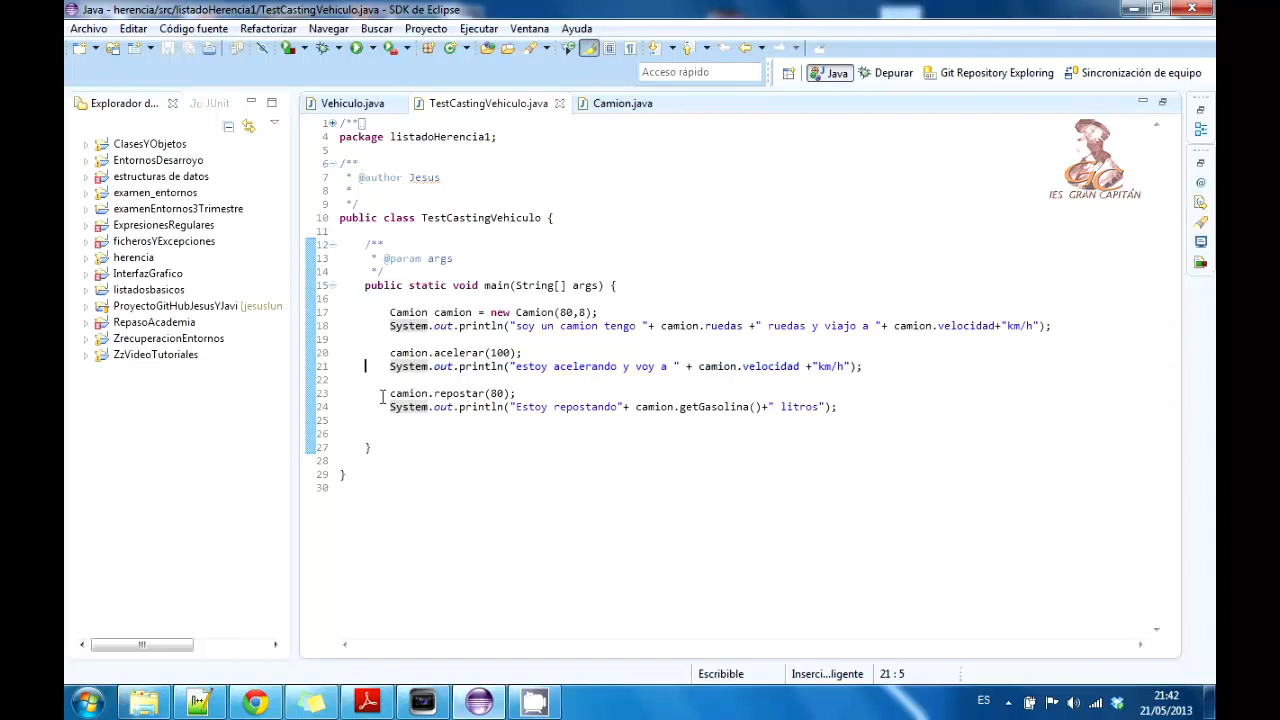 Java - herencia/src/listadoHerencia1/TestCastingVehiculo.java - SDK de Eclipse
Archivo Editar Código fuente Refactorizar Navegar Buscar Proyecto Ejecutar Ventana Ayuda
Acceso rápido
Java Depurar Git Repository Exploring Sincronización de equipo
Explorador d... JUnit
Vehiculo.java TestCastingVehiculo.java Camion.java
ClasesYObjetos
EntornosDesarroyo
estructuras de datos
examen_entornos
examenEntornos3Trimestre
ExpresionesRegulares
ficherosYExcepciones
herencia
InterfazGrafico
listadosbasicos
ProyectoGitHubJesusYJavi [jesuslun
RepasoAcademia
ZrecuperacionEntornos
ZzVideoTutoriales
1 /**
4 package listadoHerencia1;
5
6 /**
7 * @author Jesus
8 *
9 */
10 public class TestCastingVehiculo {
11
12 /**
13 * @param args
14 */
15 public static void main(String[] args) {
16
17 Camion camion = new Camion(80,8);
18 System.out.println("soy un camion tengo "+ camion.ruedas +" ruedas y viajo a "+ camion.velocidad+"km/h");
19
20 camion.acelerar(100);
21 System.out.println("estoy acelerando y voy a " + camion.velocidad +"km/h");
22
23 camion.repostar(80);
24 System.out.println("Estoy repostando"+ camion.getGasolina()+" litros");
25
26
27 }
28
29 }
30
GC
IES GRAN CAPITÁN
Escribible Inserci...ligente 21 : 5
ES
21:42
21/05/2013